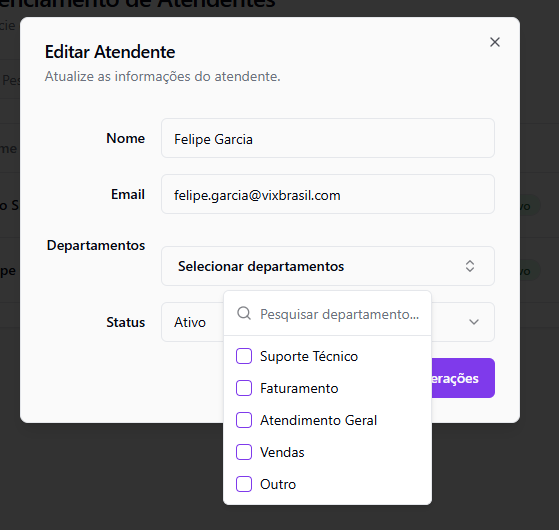 Gerenciamento de Atendentes
Editar Atendente
Atualize as informações do atendente.
Nome
Felipe Garcia
Email
felipe.garcia@vixbrasil.com
Departamentos
Selecionar departamentos
Pesquisar departamento...
Status
Ativo
Suporte Técnico
erações
Faturamento
Atendimento Geral
Vendas
Outro